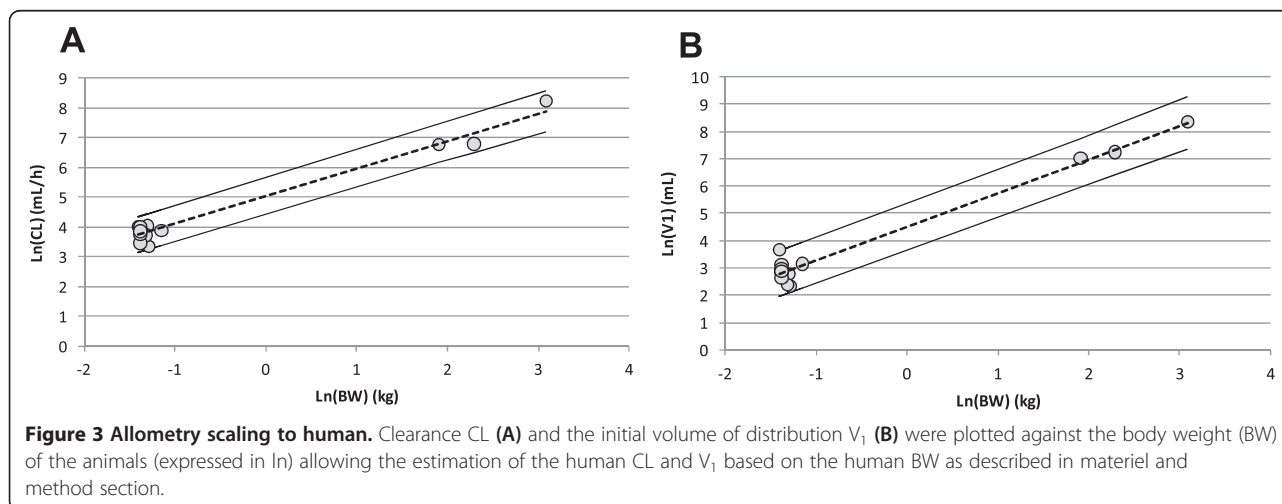 A
B
9
8
7
6
5
4
3
2
1
0
Ln(CL) (mL/h)
-2 -1 0 1 2 3 4
Ln(BW) (kg)
10
9
8
7
6
5
4
3
2
1
0
Ln(V1) (mL)
-2 -1 0 1 2 3 4
Ln(BW) (kg)
Figure 3 Allometry scaling to human. Clearance CL (A) and the initial volume of distribution V₁ (B) were plotted against the body weight (BW)
of the animals (expressed in ln) allowing the estimation of the human CL and V₁ based on the human BW as described in materiel and
method section.